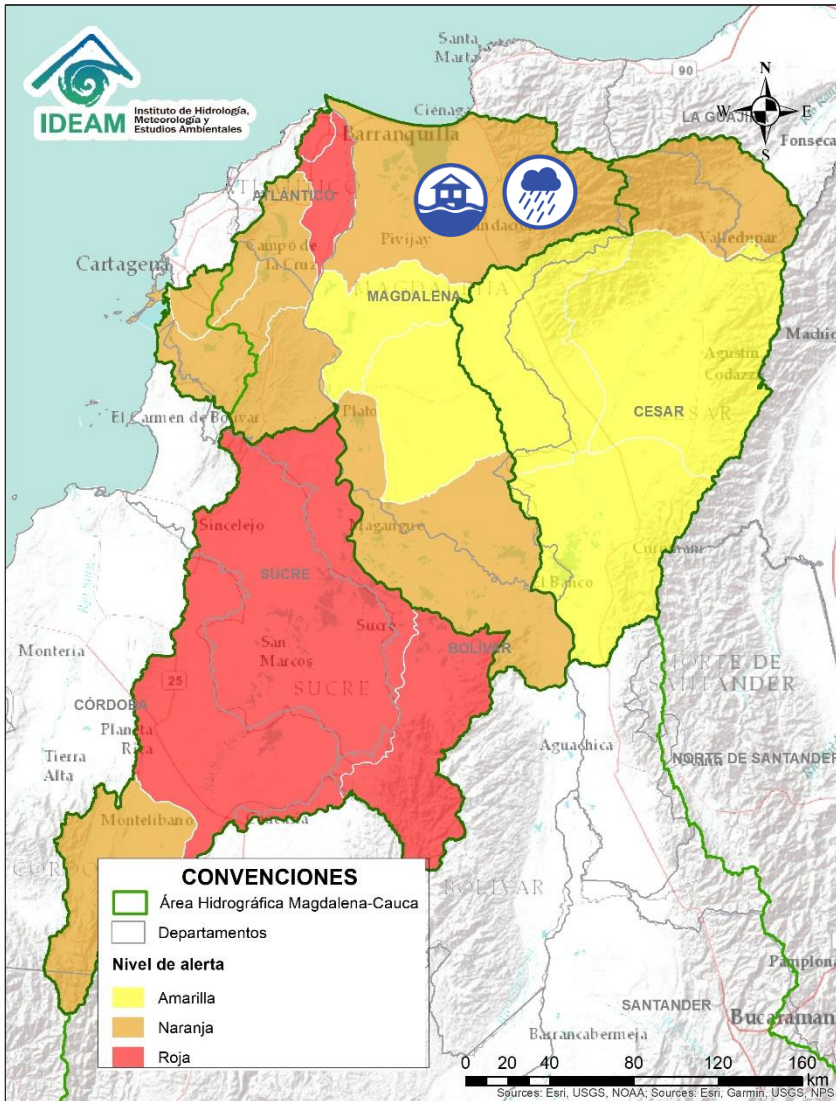 IDEAM
Instituto de Hidrología,
Meteorología y
Estudios Ambientales
Santa
Marta
90
N
W
E
S
LA GUAJIRA
Fonseca
Ciénaga
Barranquilla
ATLÁNTICO
Pivijay
Valledupar
Campo de
la Cruz
Cartagena
MAGDALENA
Agustín
Codazzi
CESAR
El Carmen de Bolívar
Plato
Sincelejo
Magangué
SUCRE
El Banco
Sucre
BOLÍVAR
Montería
San
Marcos
SUCRE
NORTE DE
SANTANDER
CÓRDOBA
25
Planeta
Rica
Tierra
Alta
Aguachica
NORTE DE SANTANDER
Montelíbano
BOLÍVAR
CONVENCIONES
Área Hidrográfica Magdalena-Cauca
Departamentos
Nivel de alerta
Amarilla
Naranja
Roja
Pamplona
SANTANDER
Bucaraman
Barrancabermeja
0 20 40 80 120 160
km
Sources: Esri, USGS, NOAA; Sources: Esri, Garmin, USGS, NPS